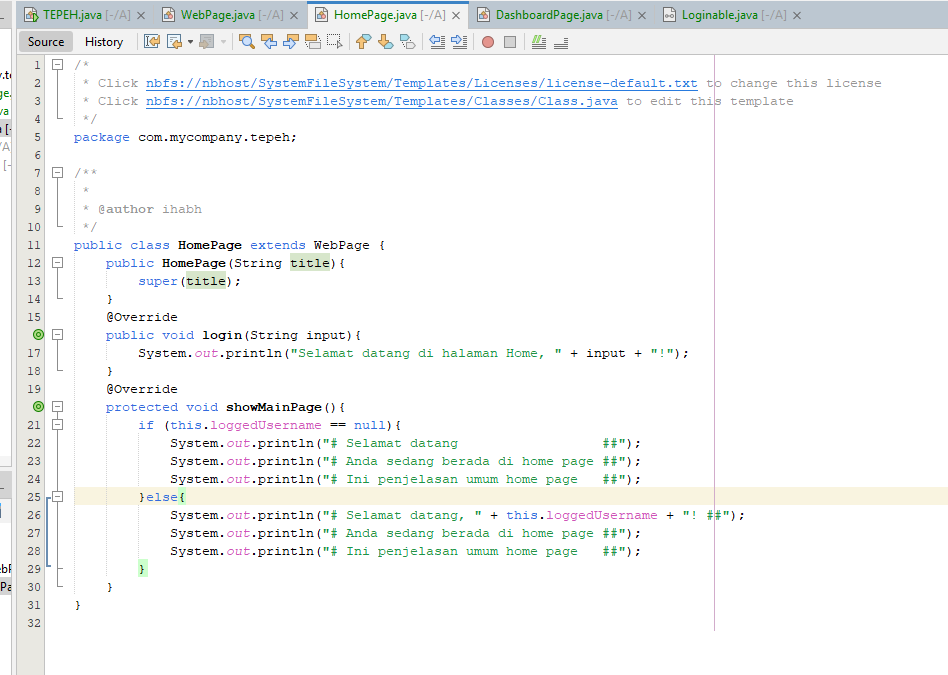 TEPEH.java [-/A] × WebPage.java [-/A] × HomePage.java [-/A] × DashboardPage.java [-/A] × Loginable.java [-/A] ×
Source History
1 /*
2 * Click nbfs://nbhost/SystemFileSystem/Templates/Licenses/license-default.txt to change this license
3 * Click nbfs://nbhost/SystemFileSystem/Templates/Classes/Class.java to edit this template
4 */
5 package com.mycompany.tepeh;
6
7 /**
8 *
9 * @author ihabh
10 */
11 public class HomePage extends WebPage {
12 public HomePage(String title){
13 super(title);
14 }
15 @Override
public void login(String input){
17 System.out.println("Selamat datang di halaman Home, " + input + "!");
18 }
19 @Override
protected void showMainPage(){
21 if (this.loggedUsername == null){
22 System.out.println("# Selamat datang                  ##");
23 System.out.println("# Anda sedang berada di home page ##");
24 System.out.println("# Ini penjelasan umum home page   ##");
25 }else{
26 System.out.println("# Selamat datang, " + this.loggedUsername + "! ##");
27 System.out.println("# Anda sedang berada di home page ##");
28 System.out.println("# Ini penjelasan umum home page   ##");
29 }
30 }
31 }
32